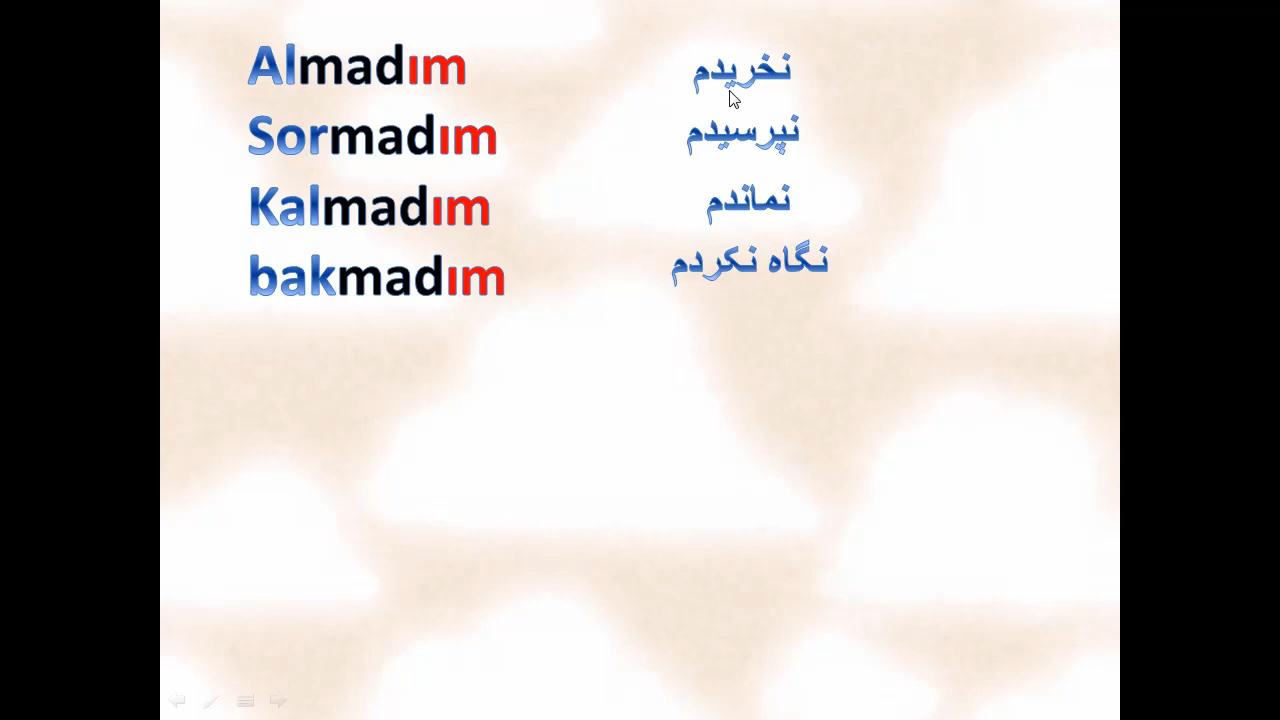 Almadım نخریدم
Sormadım نپرسیدم
Kalmadım نماندم
bakmadım نگاه نکردم